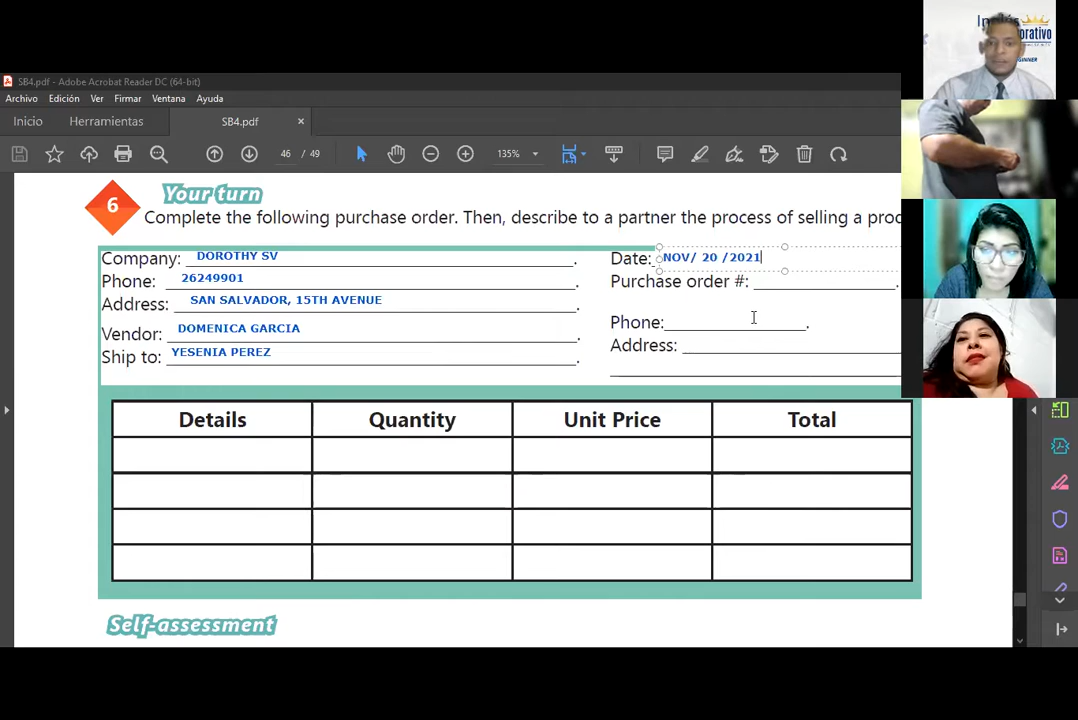 SB4.pdf - Adobe Acrobat Reader DC (64-bit)
Archivo Edición Ver Firmar Ventana Ayuda
Inicio Herramientas SB4.pdf ×
46 / 49 135%
6 Your turn
Complete the following purchase order. Then, describe to a partner the process of selling a
Company: DOROTHY SV
Phone: 26249901
Address: SAN SALVADOR, 15TH AVENUE
Vendor: DOMENICA GARCIA
Ship to: YESENIA PEREZ
Date: NOV/ 20 /2021
Purchase order #:
Phone:
Address:
Details Quantity Unit Price Total
Self-assessment